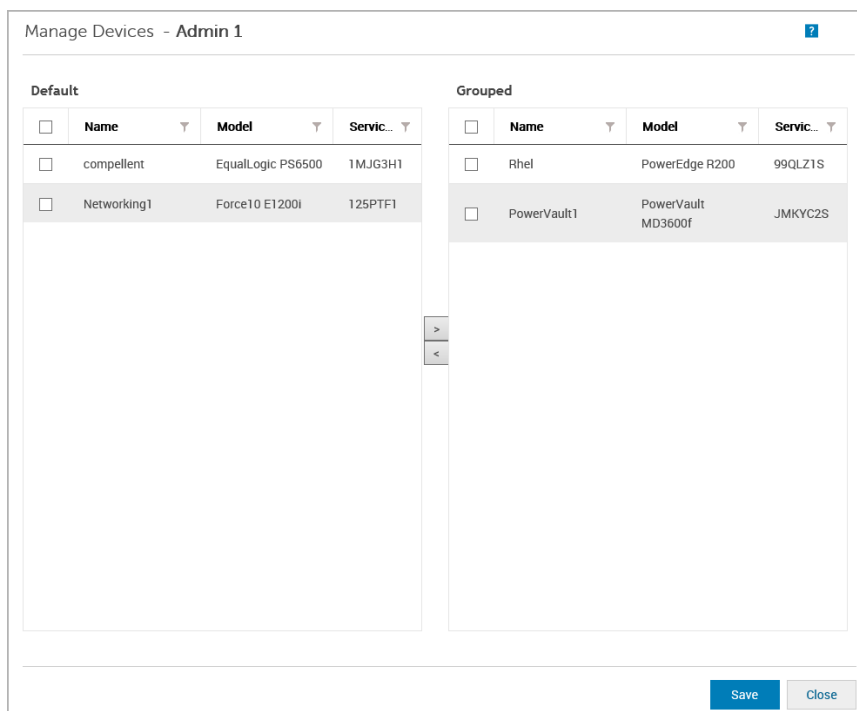 Manage Devices - Admin 1
?
Default
Grouped
Name Model Servic...
Name Model Servic...
compellent EqualLogic PS6500 1MJG3H1
Rhel PowerEdge R200 99QLZ1S
Networking1 Force10 E1200i 125PTF1
PowerVault1 PowerVault
MD3600f JMKYC2S
>
<
Save Close